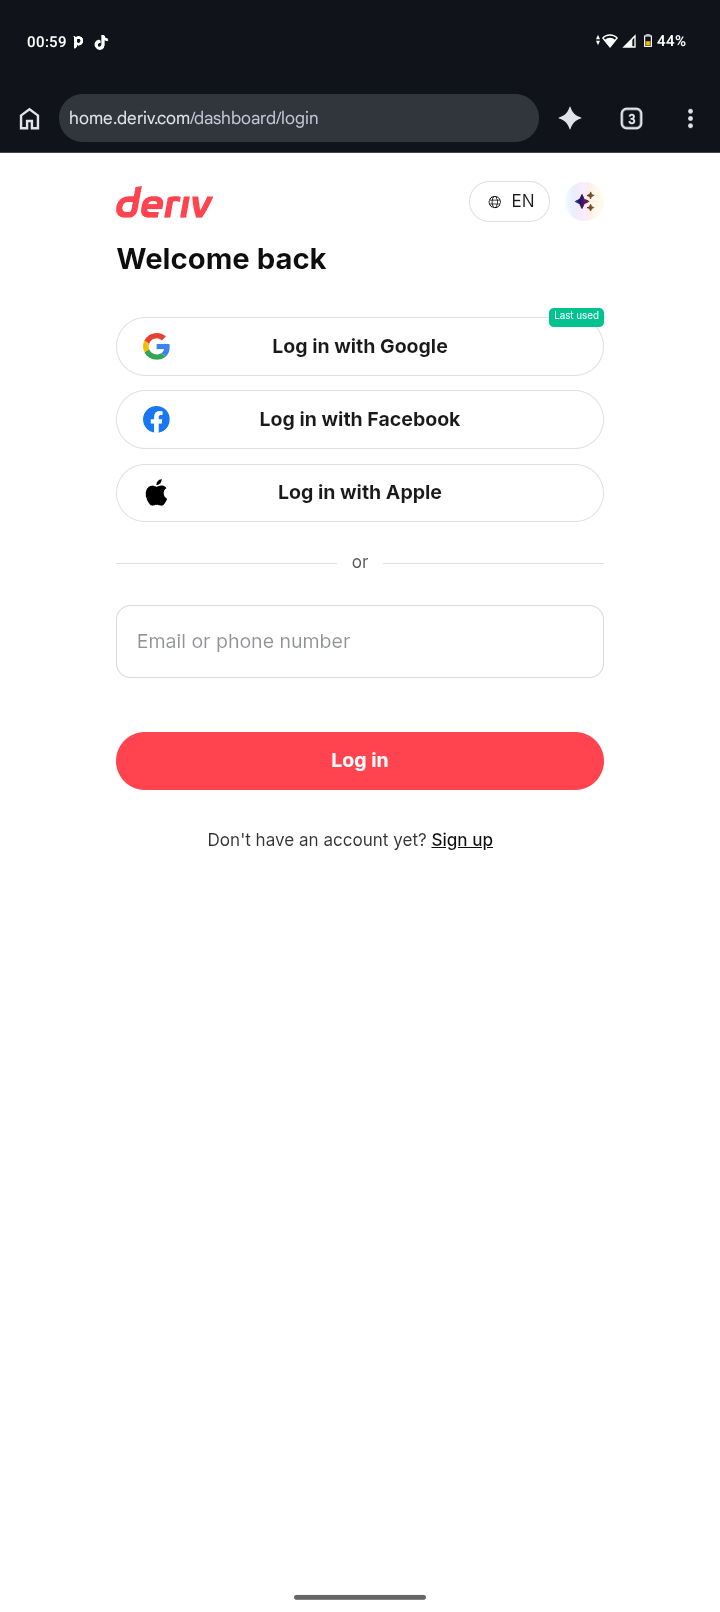 00:59
44%
home.deriv.com/dashboard/login
3
deriv
EN
Welcome back
Last used
Log in with Google
Log in with Facebook
Log in with Apple
or
Email or phone number
Log in
Don't have an account yet? Sign up